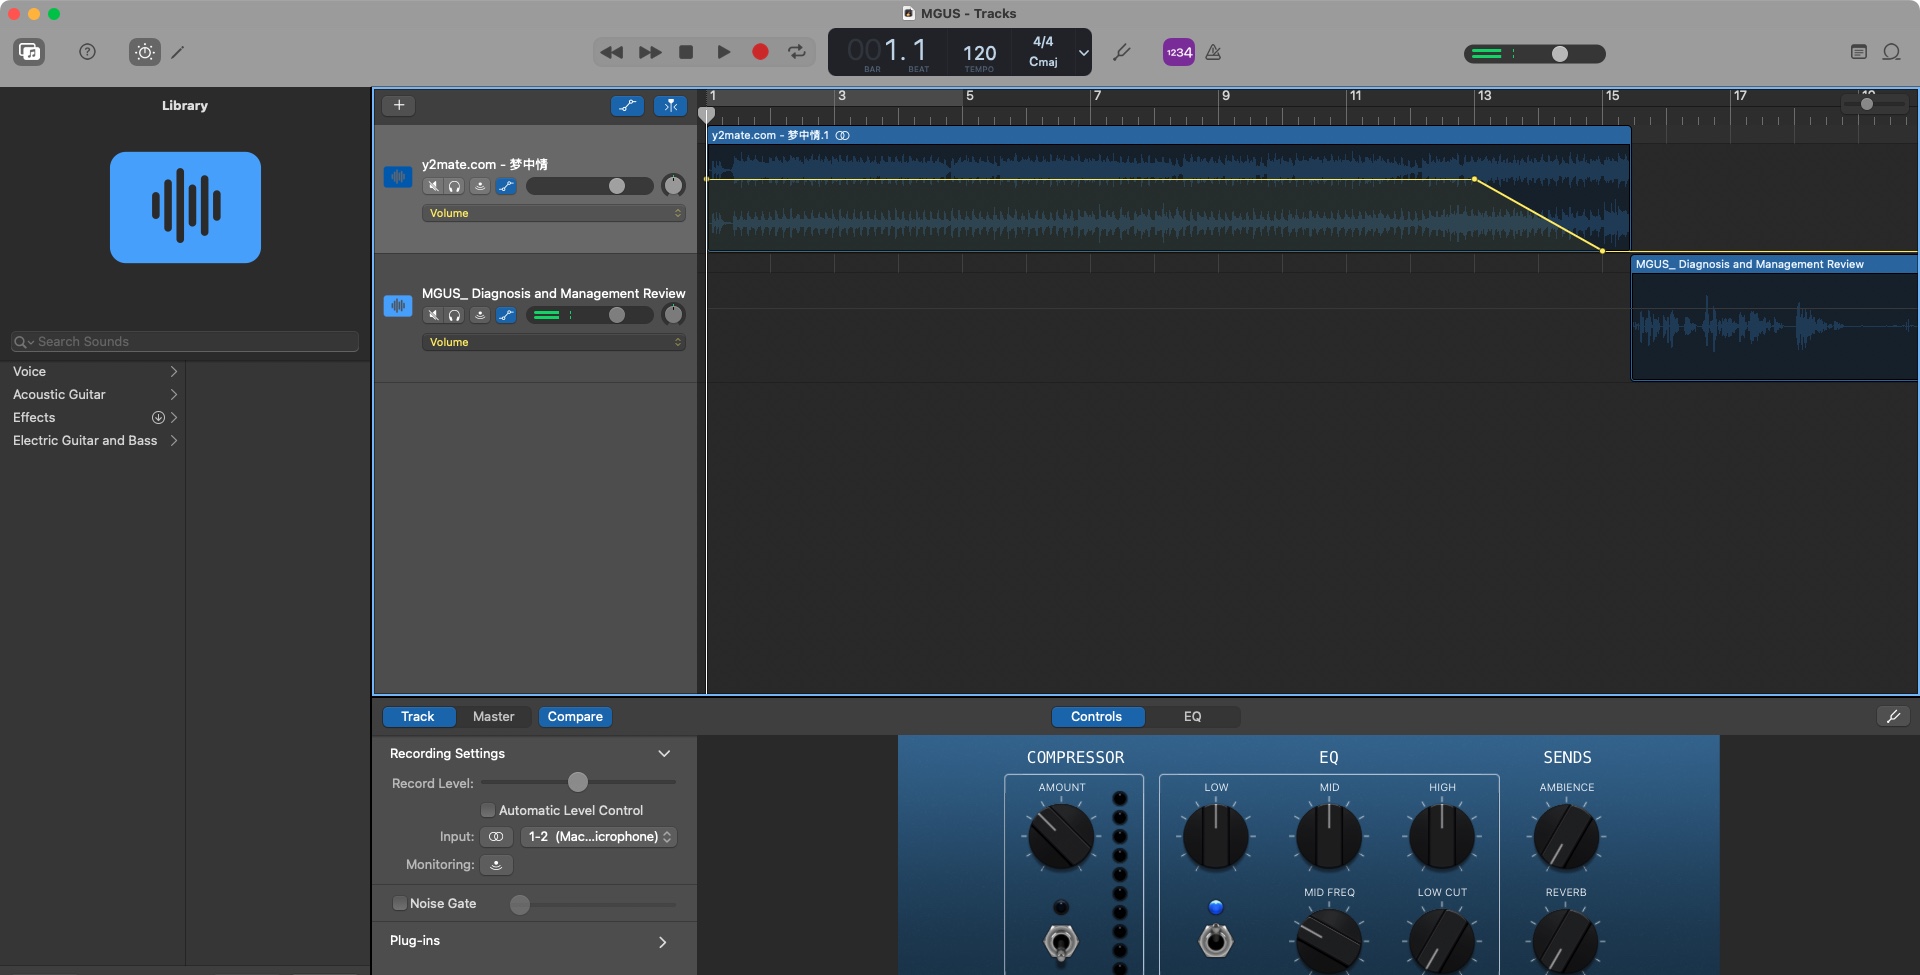 MGUS - Tracks
001.1
BAR
BEAT
120
TEMPO
4/4
Cmaj
1234
Library
1
3
5
7
9
11
13
15
17
y2mate.com - 梦中情.1
y2mate.com - 梦中情
Volume
MGUS_ Diagnosis and Management Review
MGUS_ Diagnosis and Management Review
Volume
Search Sounds
Voice
Acoustic Guitar
Effects
Electric Guitar and Bass
Track
Master
Compare
Controls
EQ
Recording Settings
Record Level:
Automatic Level Control
Input:
1-2 (Mac...icrophone)
Monitoring:
Noise Gate
Plug-ins
COMPRESSOR
EQ
SENDS
AMOUNT
LOW
MID
HIGH
AMBIENCE
MID FREQ
LOW CUT
REVERB